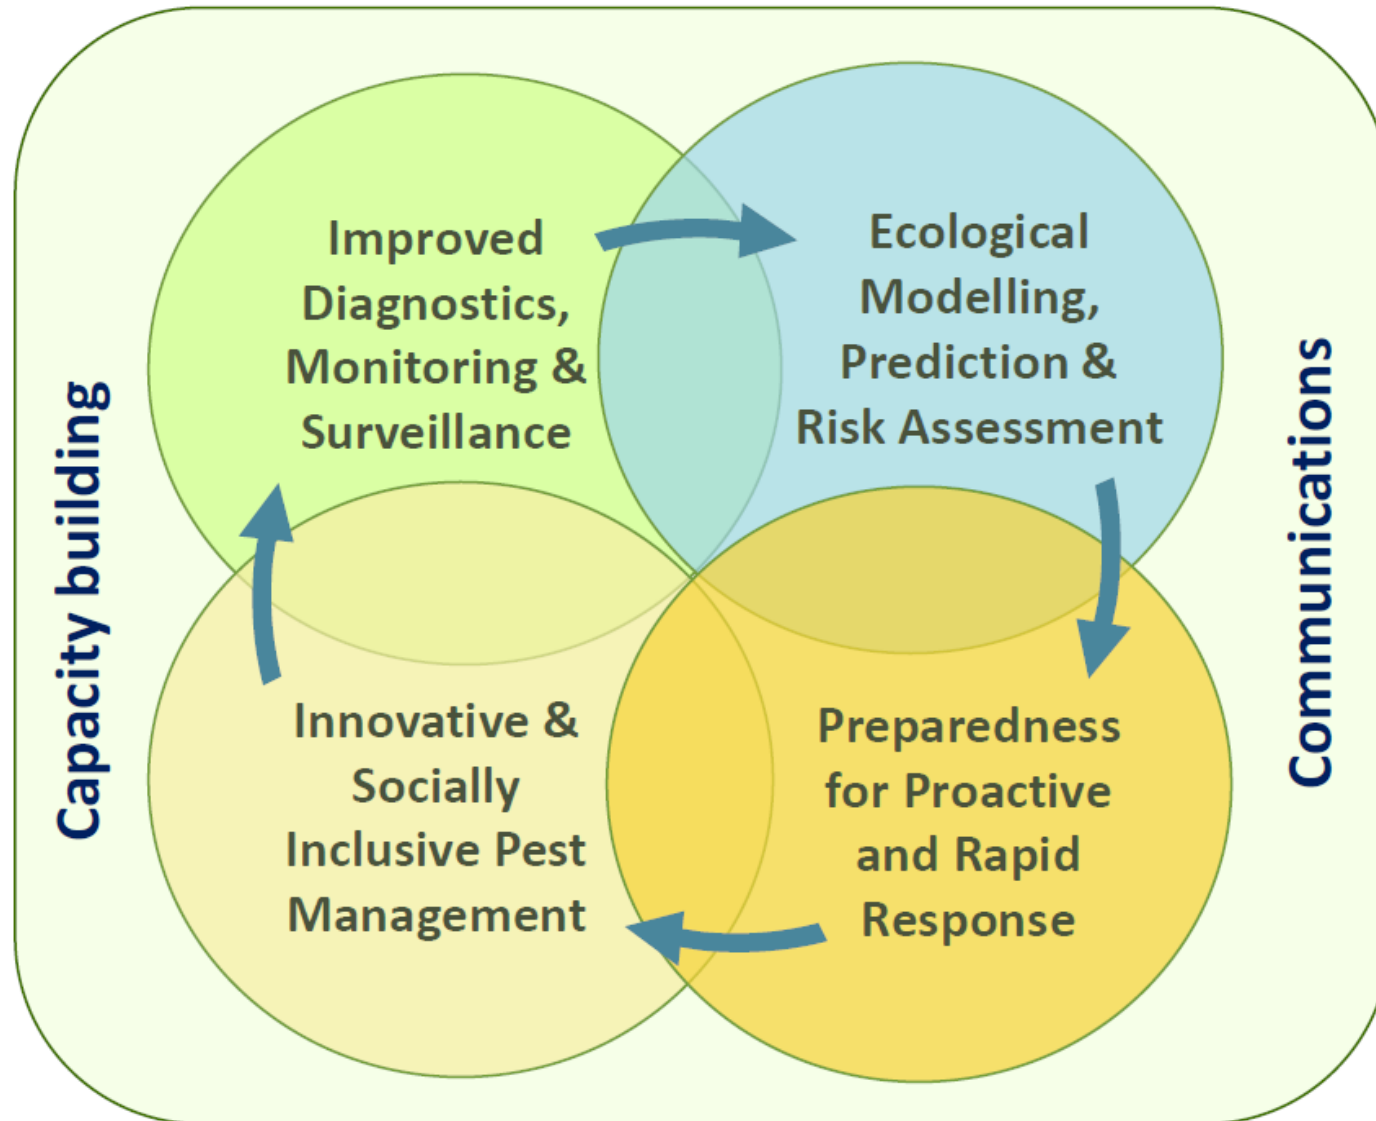 Improved
Diagnostics,
Monitoring &
Surveillance
Ecological
Modelling,
Prediction &
Risk Assessment
Capacity building
Communications
Innovative &
Socially
Inclusive Pest
Management
Preparedness
for Proactive
and Rapid
Response